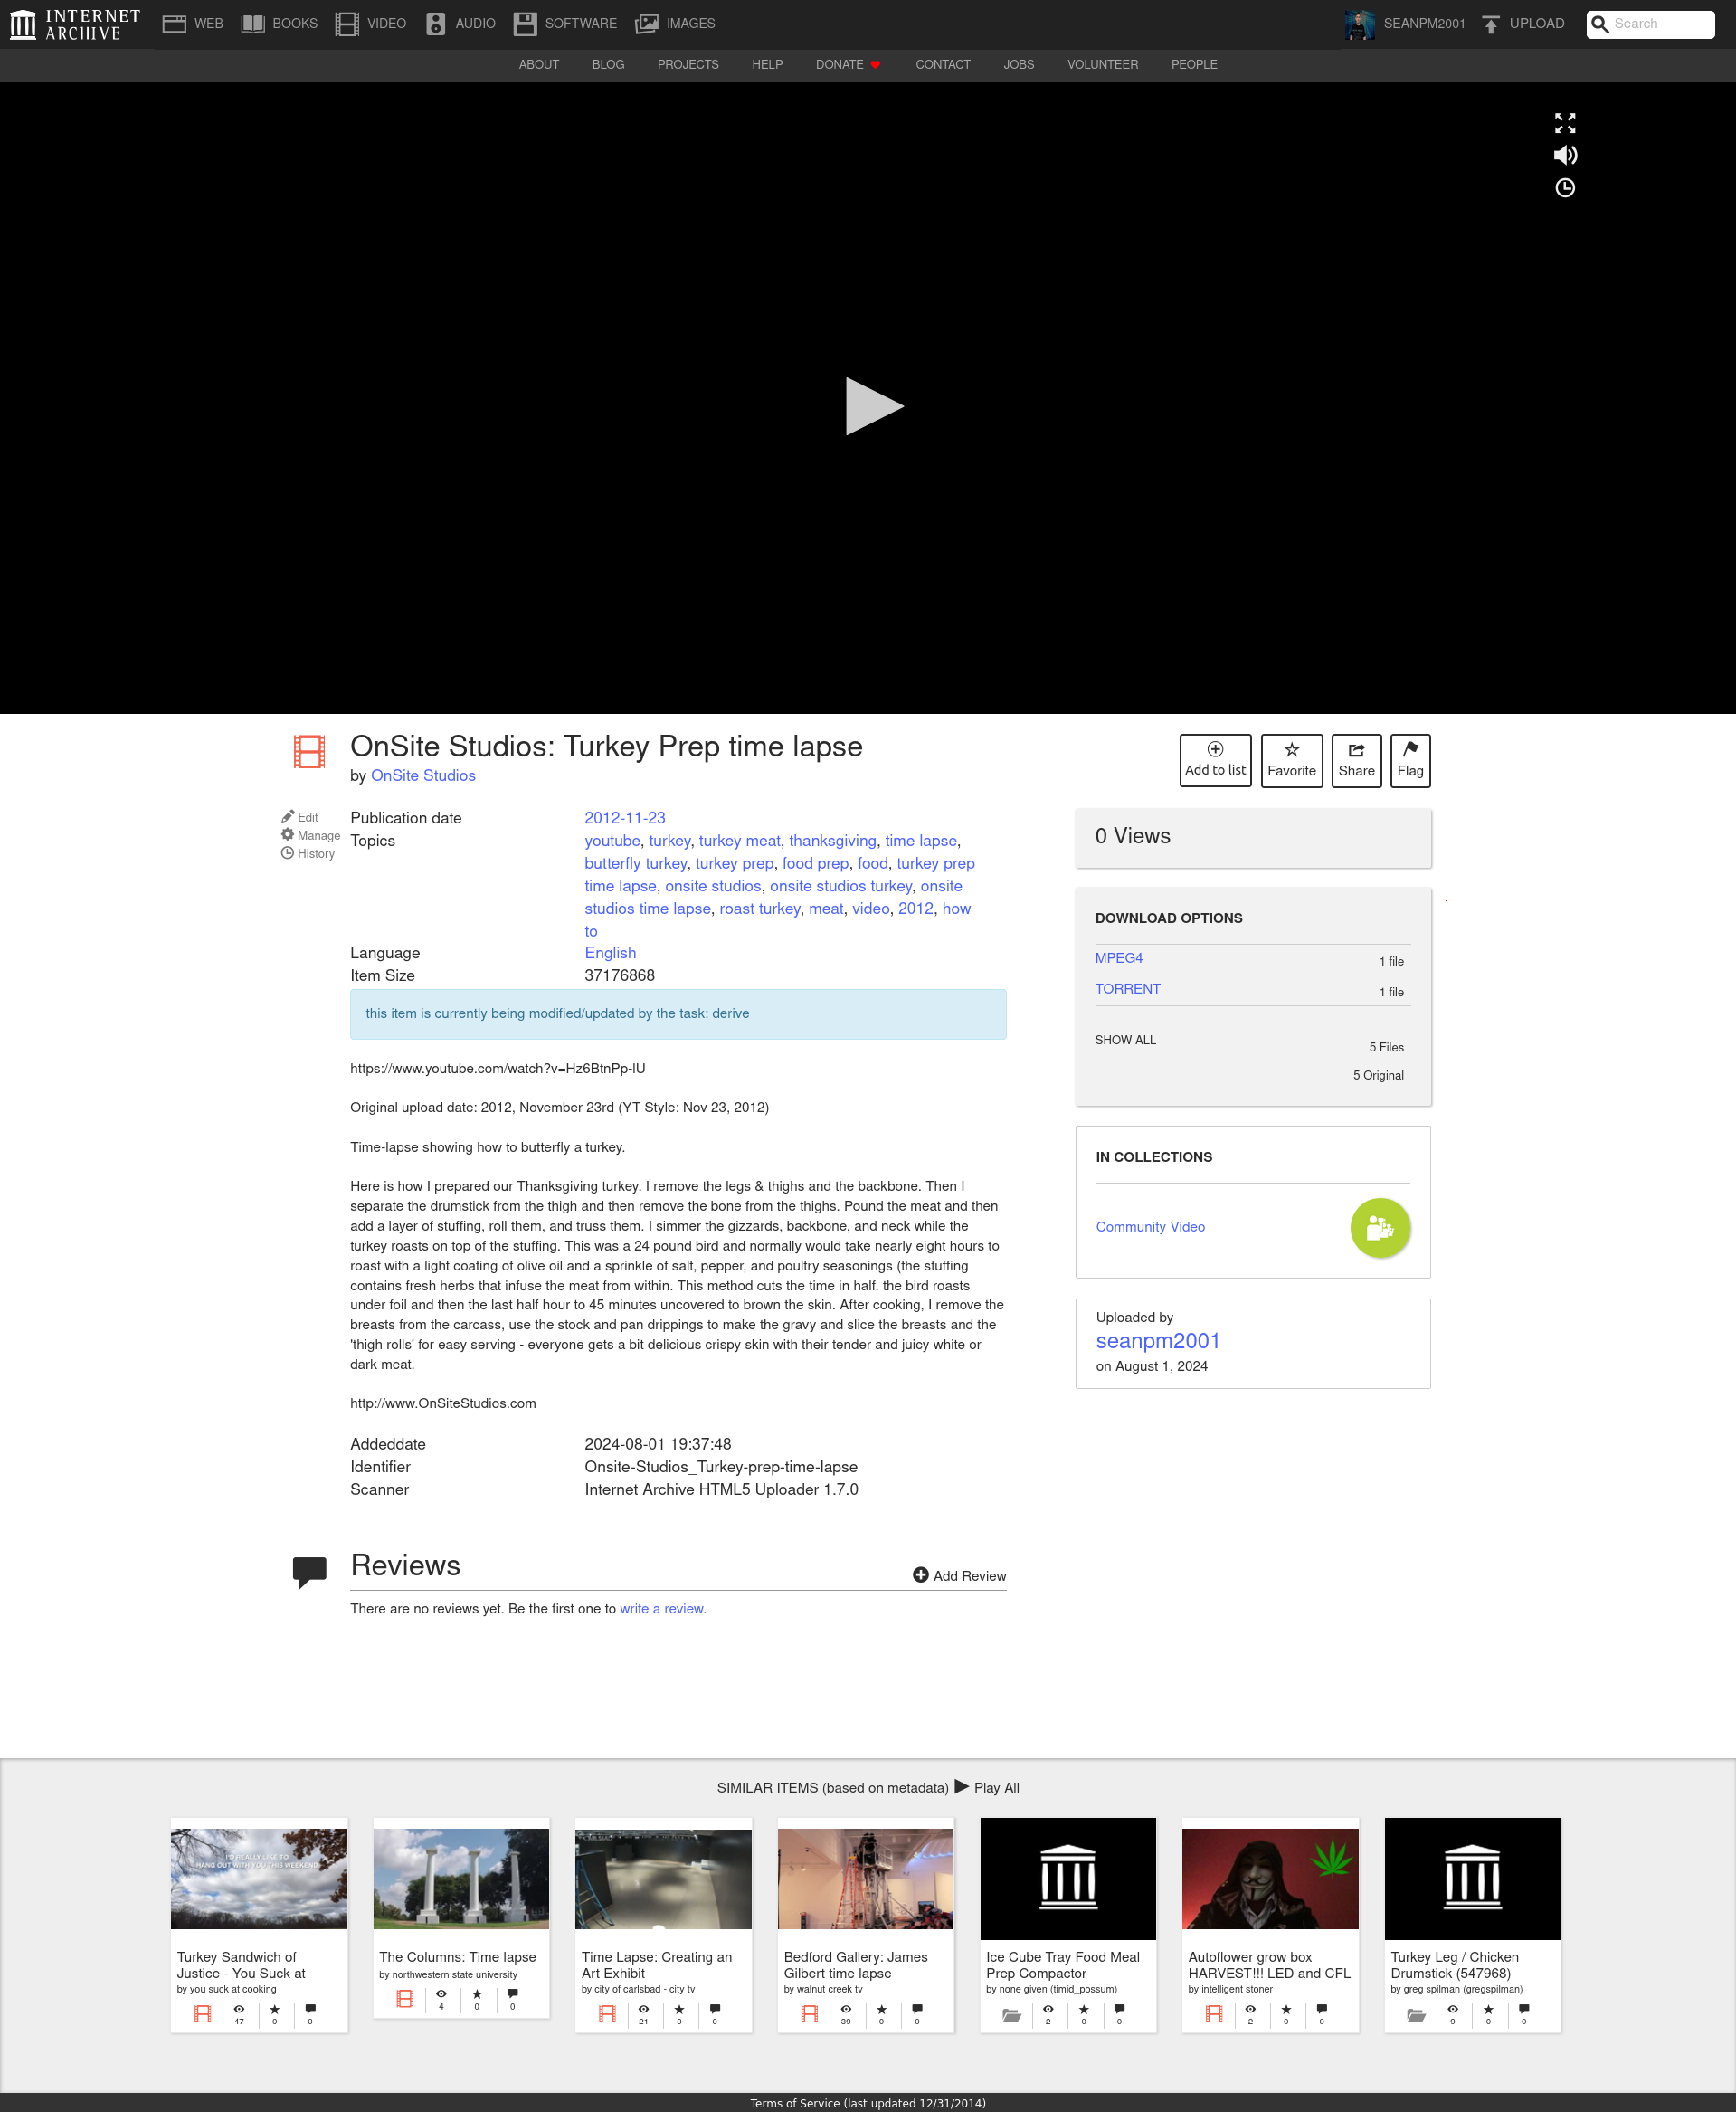 INTERNET ARCHIVE WEB BOOKS VIDEO AUDIO SOFTWARE IMAGES SEANPM2001 UPLOAD Search
ABOUT BLOG PROJECTS HELP DONATE CONTACT JOBS VOLUNTEER PEOPLE
OnSite Studios: Turkey Prep time lapse
by OnSite Studios
Add to list Favorite Share Flag
Edit
Manage
History
Publication date 2012-11-23
Topics youtube, turkey, turkey meat, thanksgiving, time lapse,
butterfly turkey, turkey prep, food prep, food, turkey prep
time lapse, onsite studios, onsite studios turkey, onsite
studios time lapse, roast turkey, meat, video, 2012, how
to
Language English
Item Size 37176868
this item is currently being modified/updated by the task: derive
https://www.youtube.com/watch?v=Hz6BtnPp-lU
Original upload date: 2012, November 23rd (YT Style: Nov 23, 2012)
Time-lapse showing how to butterfly a turkey.
Here is how I prepared our Thanksgiving turkey. I remove the legs & thighs and the backbone. Then I
separate the drumstick from the thigh and then remove the bone from the thighs. Pound the meat and then
add a layer of stuffing, roll them, and truss them. I simmer the gizzards, backbone, and neck while the
turkey roasts on top of the stuffing. This was a 24 pound bird and normally would take nearly eight hours to
roast with a light coating of olive oil and a sprinkle of salt, pepper, and poultry seasonings (the stuffing
contains fresh herbs that infuse the meat from within. This method cuts the time in half. the bird roasts
under foil and then the last half hour to 45 minutes uncovered to brown the skin. After cooking, I remove the
breasts from the carcass, use the stock and pan drippings to make the gravy and slice the breasts and the
'thigh rolls' for easy serving - everyone gets a bit delicious crispy skin with their tender and juicy white or
dark meat.
http://www.OnSiteStudios.com
Addeddate 2024-08-01 19:37:48
Identifier Onsite-Studios_Turkey-prep-time-lapse
Scanner Internet Archive HTML5 Uploader 1.7.0
0 Views
DOWNLOAD OPTIONS
MPEG4 1 file
TORRENT 1 file
SHOW ALL 5 Files
5 Original
IN COLLECTIONS
Community Video
Uploaded by
seanpm2001
on August 1, 2024
Reviews
Add Review
There are no reviews yet. Be the first one to write a review.
SIMILAR ITEMS (based on metadata) Play All
I'D REALLY LIKE TO
HANG OUT WITH YOU THIS WEEKEND
Turkey Sandwich of
Justice - You Suck at
by you suck at cooking
47 0 0
The Columns: Time lapse
by northwestern state university
4 0 0
Time Lapse: Creating an
Art Exhibit
by city of carlsbad - city tv
21 0 0
Bedford Gallery: James
Gilbert time lapse
by walnut creek tv
39 0 0
Ice Cube Tray Food Meal
Prep Compactor
by none given (timid_possum)
2 0 0
Autoflower grow box
HARVEST!!! LED and CFL
by intelligent stoner
2 0 0
Turkey Leg / Chicken
Drumstick (547968)
by greg spilman (gregspilman)
9 0 0
Terms of Service (last updated 12/31/2014)